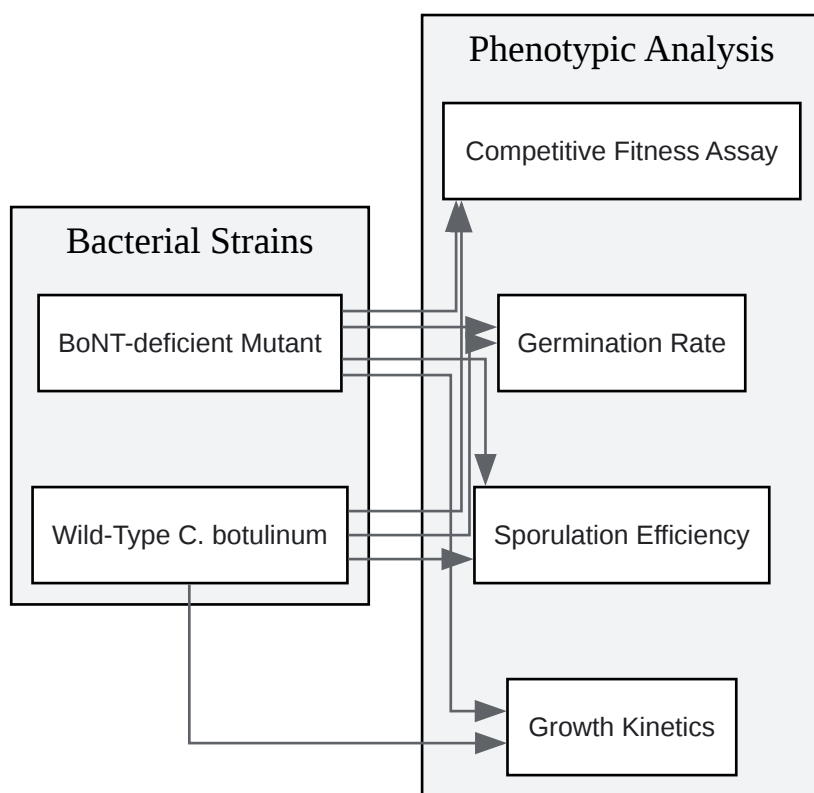 Phenotypic Analysis
Competitive Fitness Assay
Bacterial Strains
BoNT-deficient Mutant
Germination Rate
Wild-Type C. botulinum
Sporulation Efficiency
Growth Kinetics